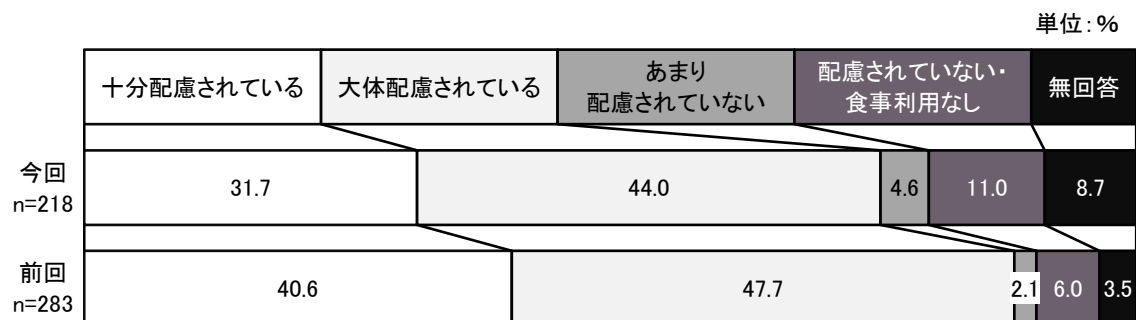 単位:%
十分配慮されている
大体配慮されている
あまり
配慮されていない
配慮されていない・
食事利用なし
無回答
今回
n=218
31.7
44.0
4.6
11.0
8.7
前回
n=283
40.6
47.7
2.1
6.0
3.5